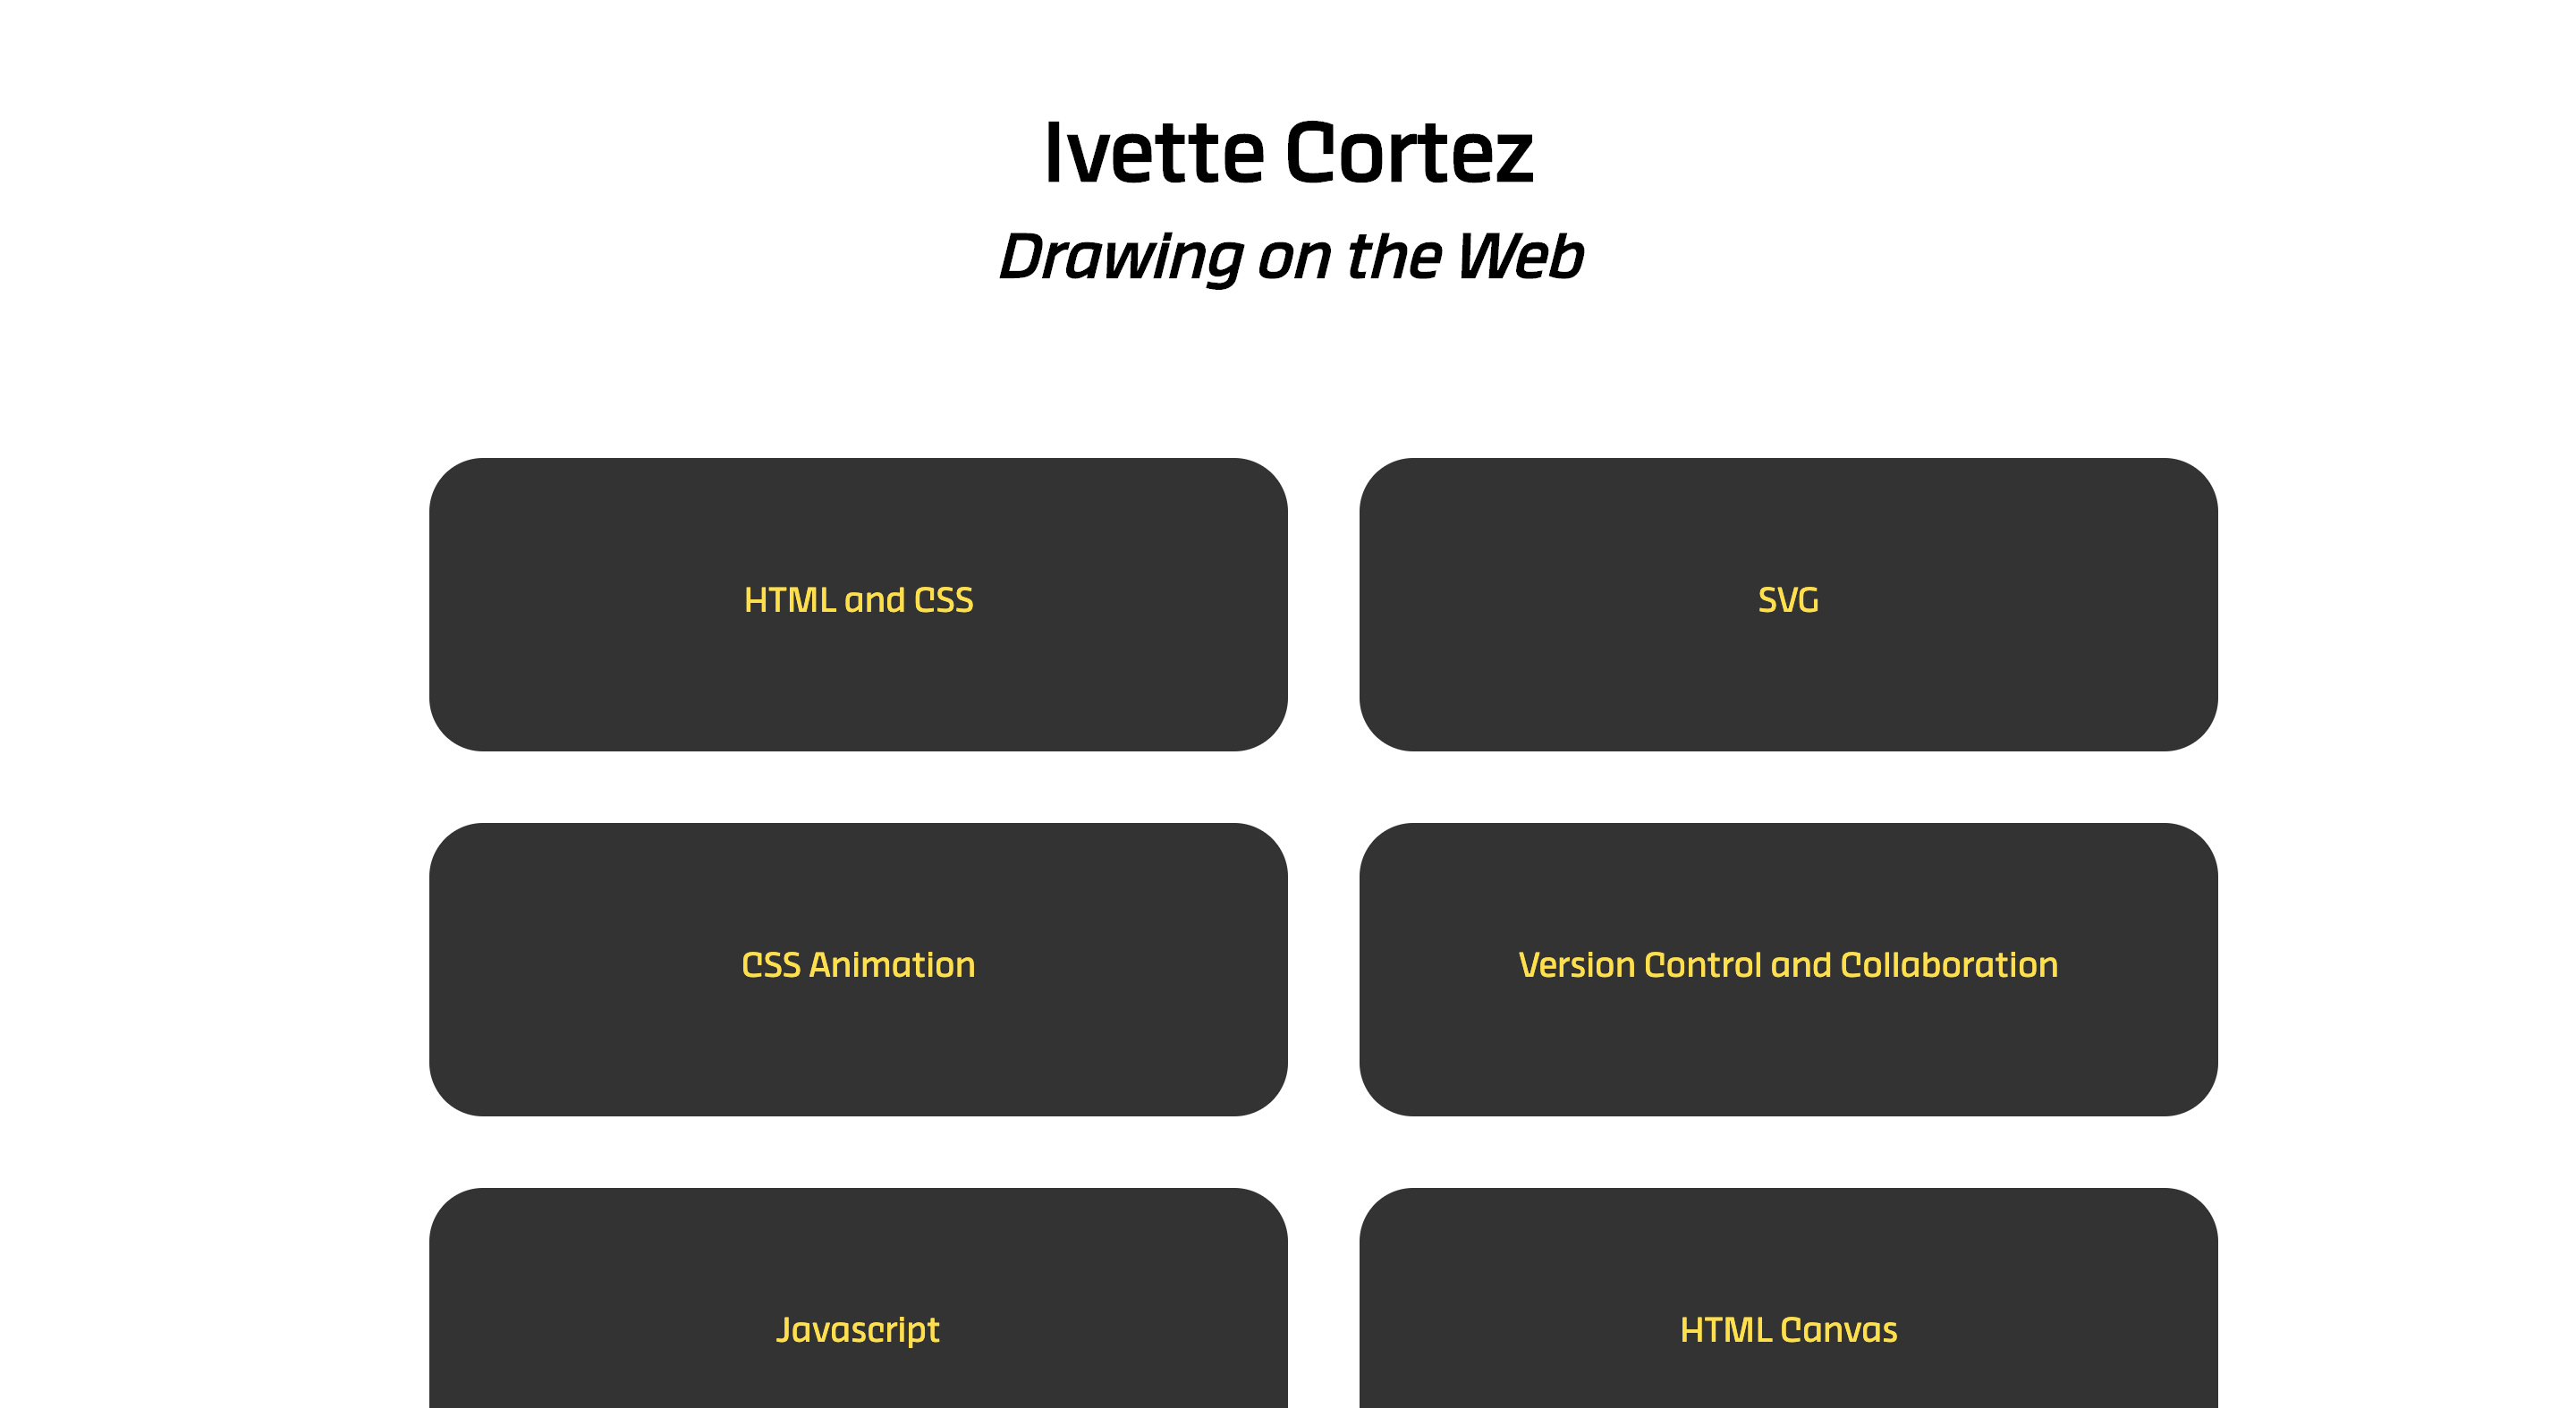 Ivette Cortez
Drawing on the Web
HTML and CSS
SVG
CSS Animation
Version Control and Collaboration
Javascript
HTML Canvas